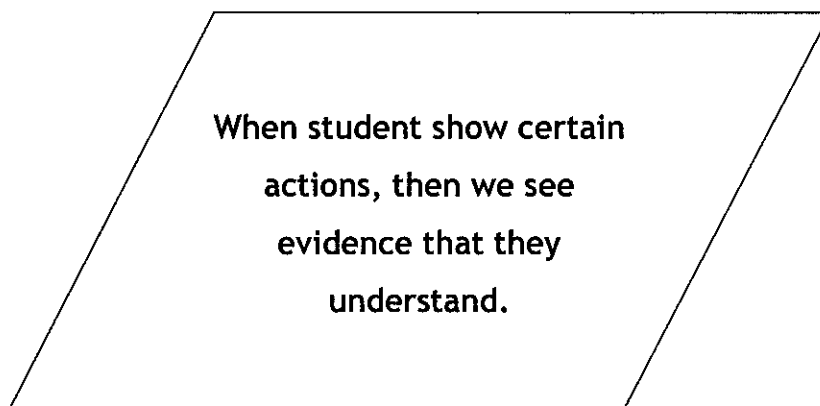 When student show certain
actions, then we see
evidence that they
understand.